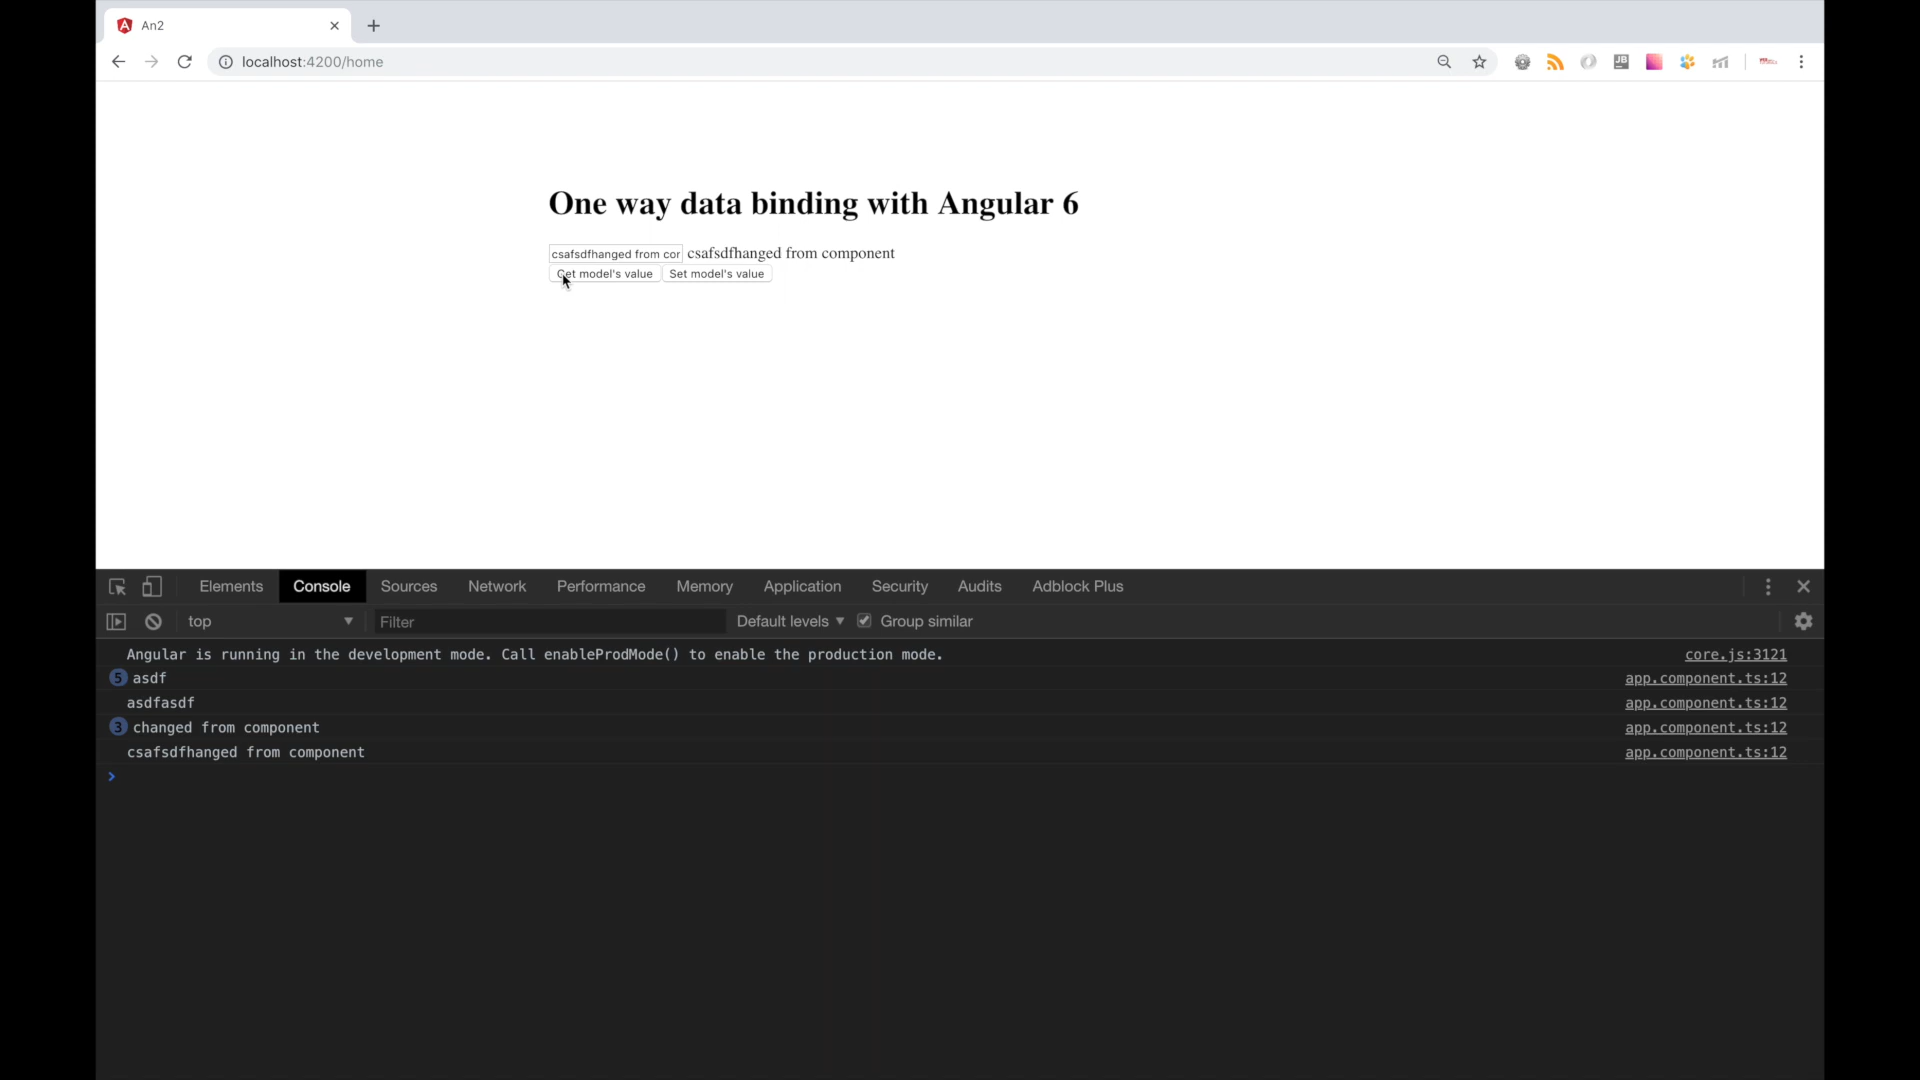 An2
localhost:4200/home
JB
One way data binding with Angular 6
csafsdfhanged from cor csafsdfhanged from component
Get model's value Set model's value
Elements Console Sources Network Performance Memory Application Security Audits Adblock Plus
top Filter Default levels Group similar
Angular is running in the development mode. Call enableProdMode() to enable the production mode. core.js:3121
5 asdf app.component.ts:12
asdfasdf app.component.ts:12
3 changed from component app.component.ts:12
csafsdfhanged from component app.component.ts:12